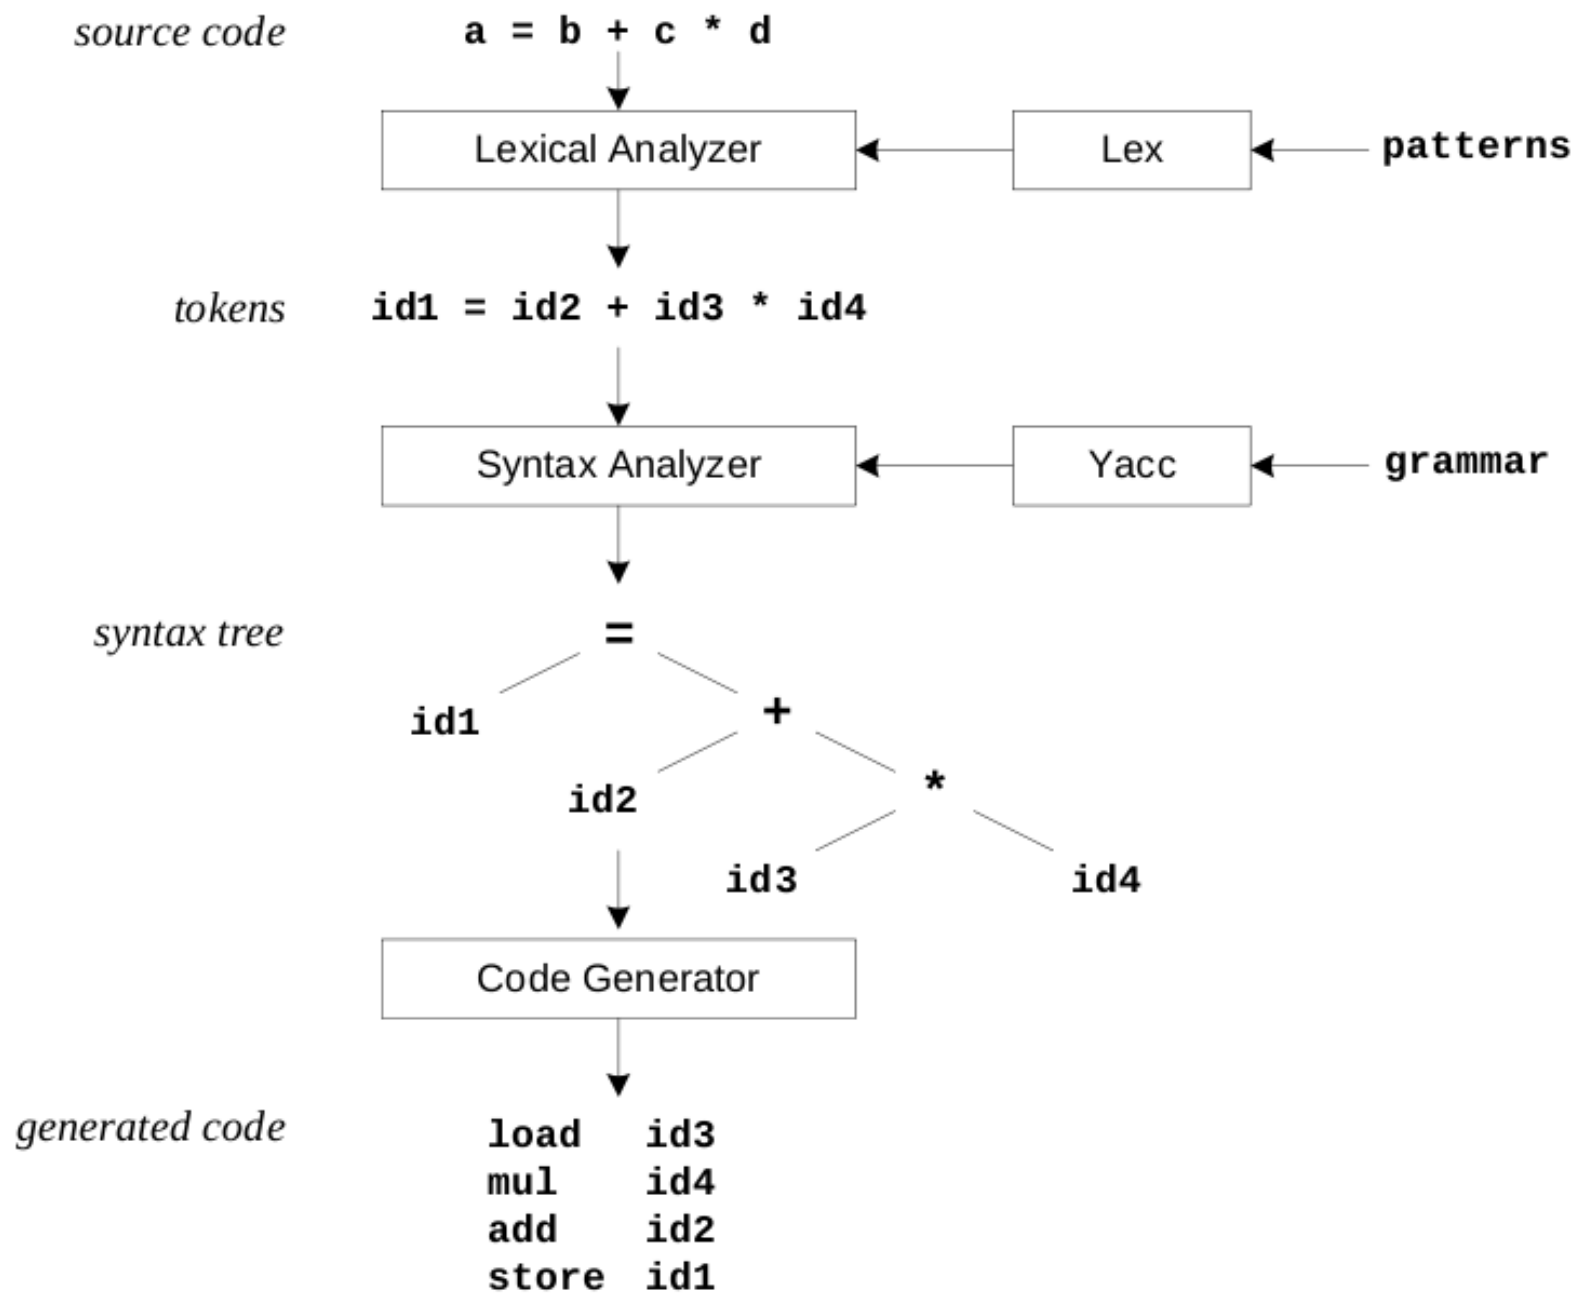 source code a = b + c * d
Lexical Analyzer Lex patterns
tokens id1 = id2 + id3 * id4
Syntax Analyzer Yacc grammar
syntax tree =
id1 +
id2 *
id3 id4
Code Generator
generated code load id3
mul id4
add id2
store id1